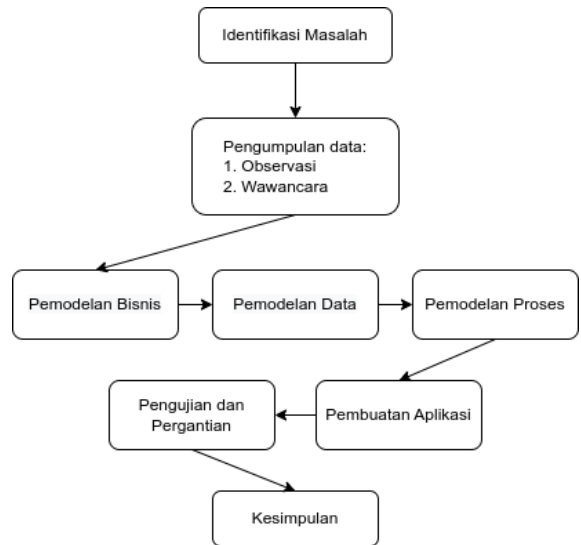 Identifikasi Masalah
Pengumpulan data:
1. Observasi
2. Wawancara
Pemodelan Bisnis
Pemodelan Data
Pemodelan Proses
Pengujian dan
Pergantian
Pembuatan Aplikasi
Kesimpulan